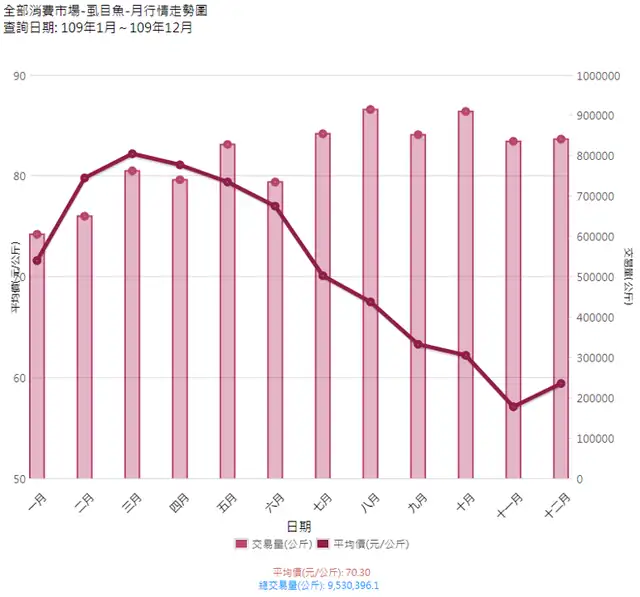 全部消費市場-虱目魚-月行情走勢圖
查詢日期: 109年1月～109年12月
90
80
70
60
50
平均價(元/公斤)
1000000
900000
800000
700000
600000
500000
400000
300000
200000
100000
0
交易量(公斤)
一月
二月
三月
四月
五月
六月
七月
八月
九月
十月
十一月
十二月
日期
交易量(公斤) 平均價(元/公斤)
平均價(元/公斤): 70.30
總交易量(公斤): 9,530,396.1